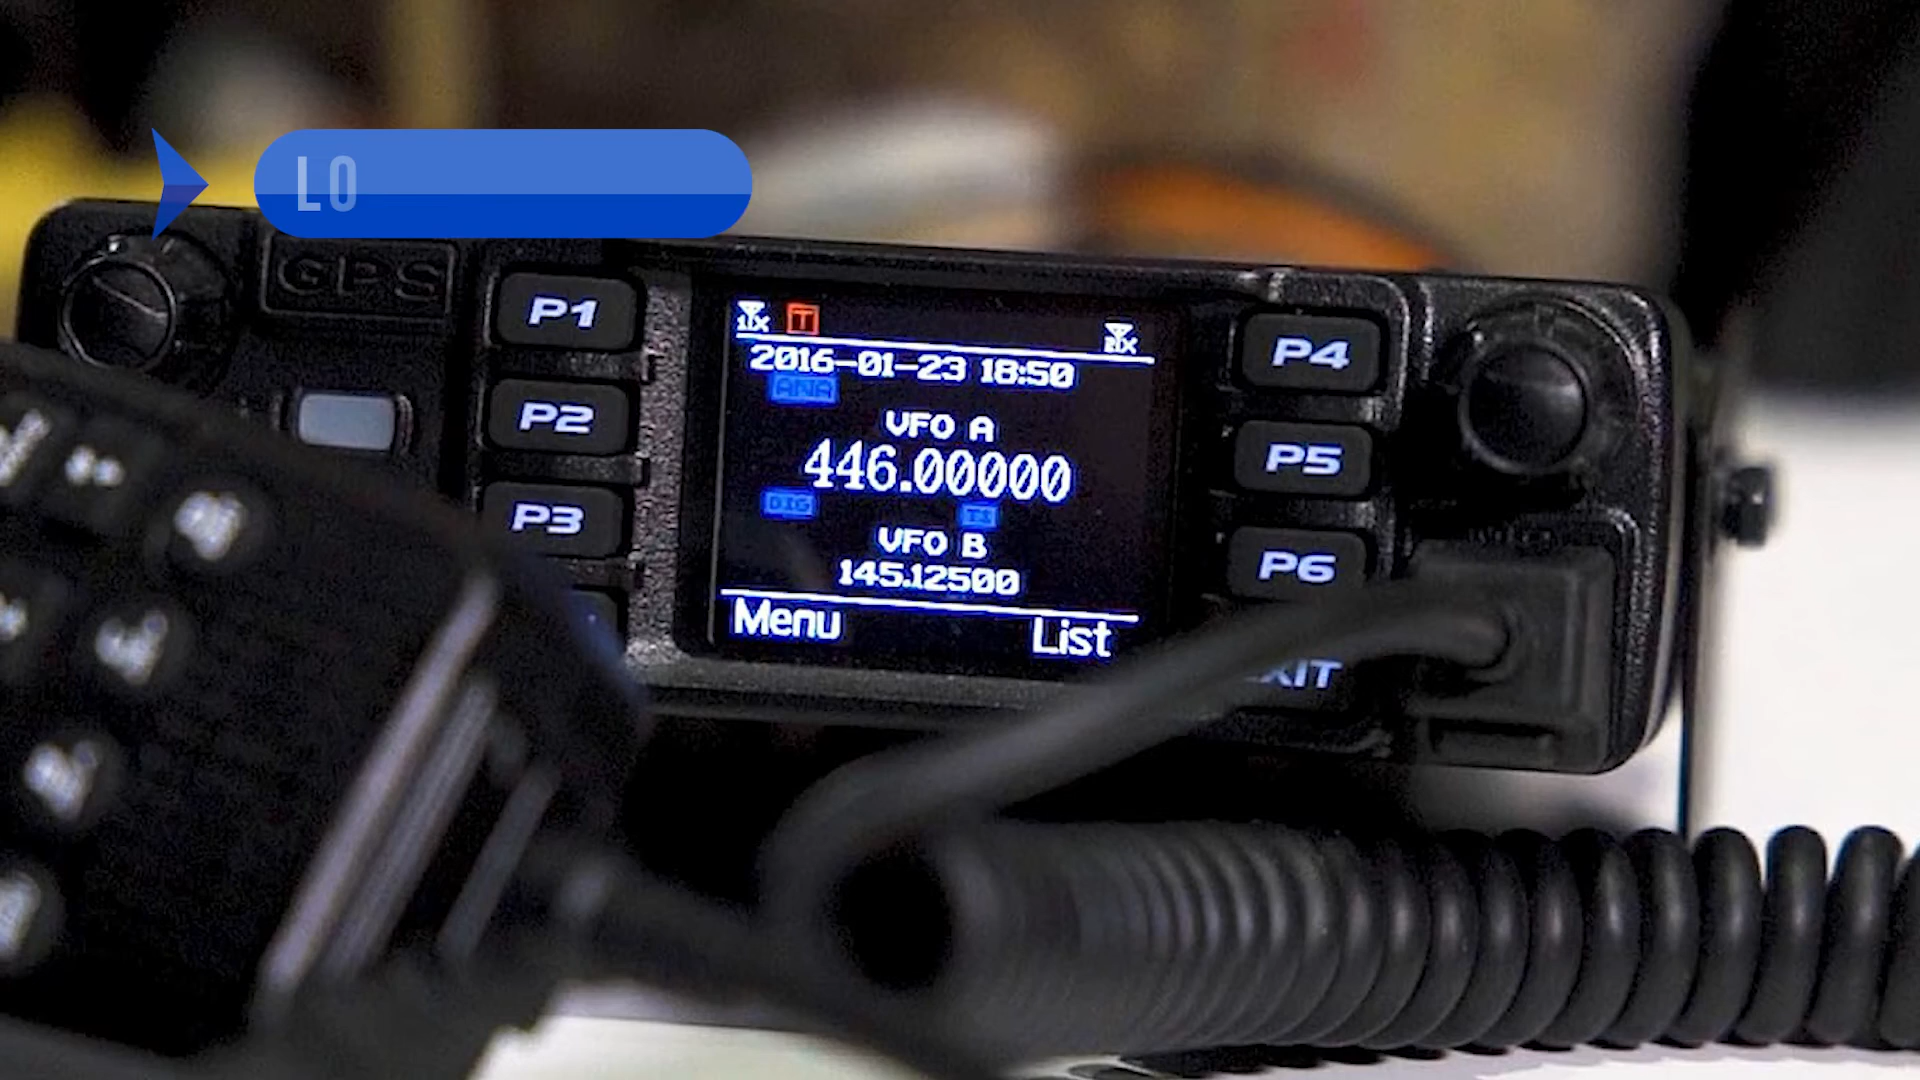 LO
GPS
P1
P2
P3
P4
P5
P6
T
2016-01-23 18:50
ANA
VFO A
446.00000
DIG
TS
VFO B
145.12500
Menu
List